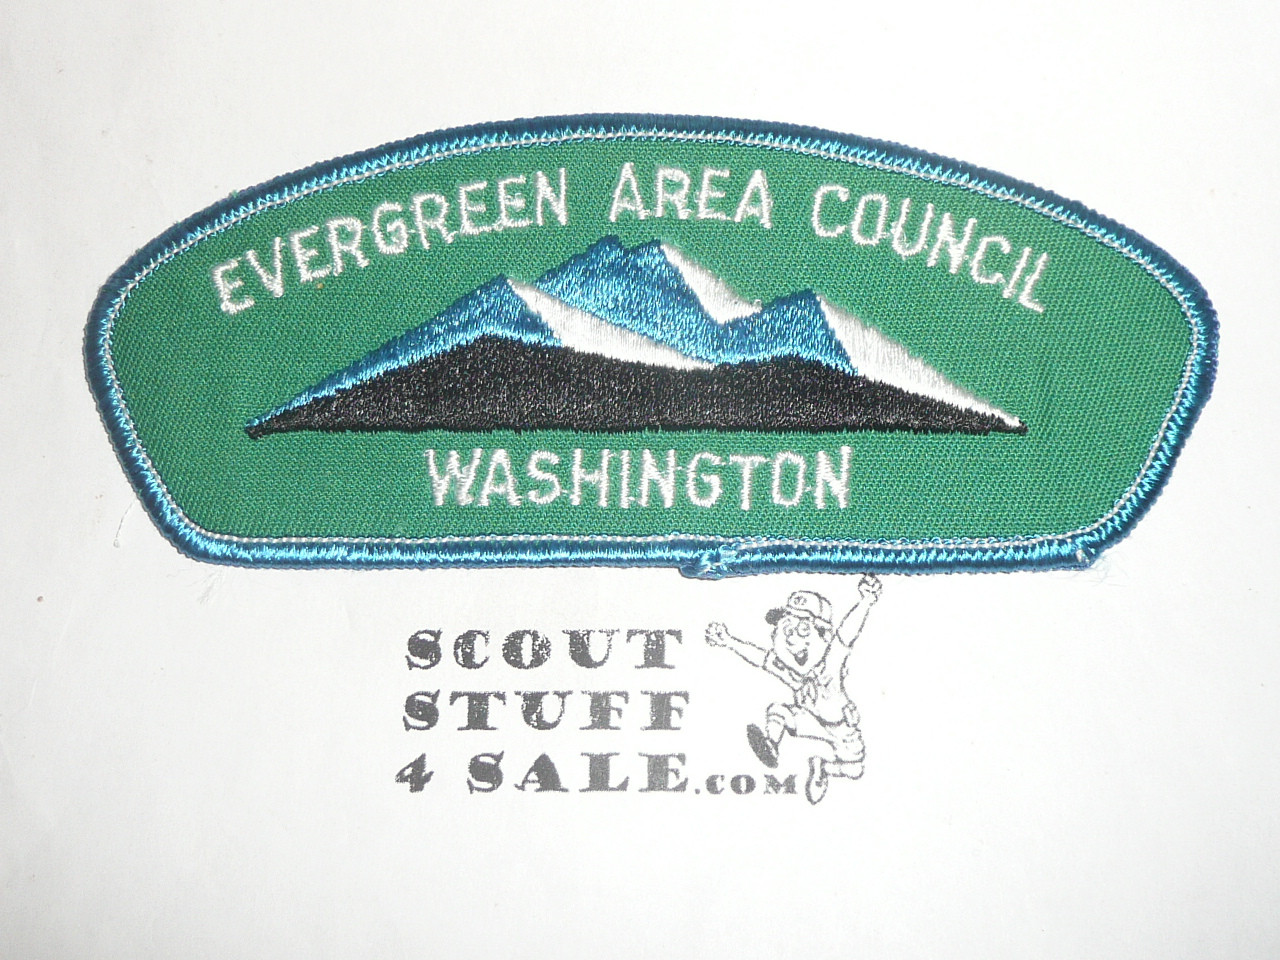 EVERGREEN AREA COUNCIL
WASHINGTON
SCOUT
STUFF
4 SALE.COM